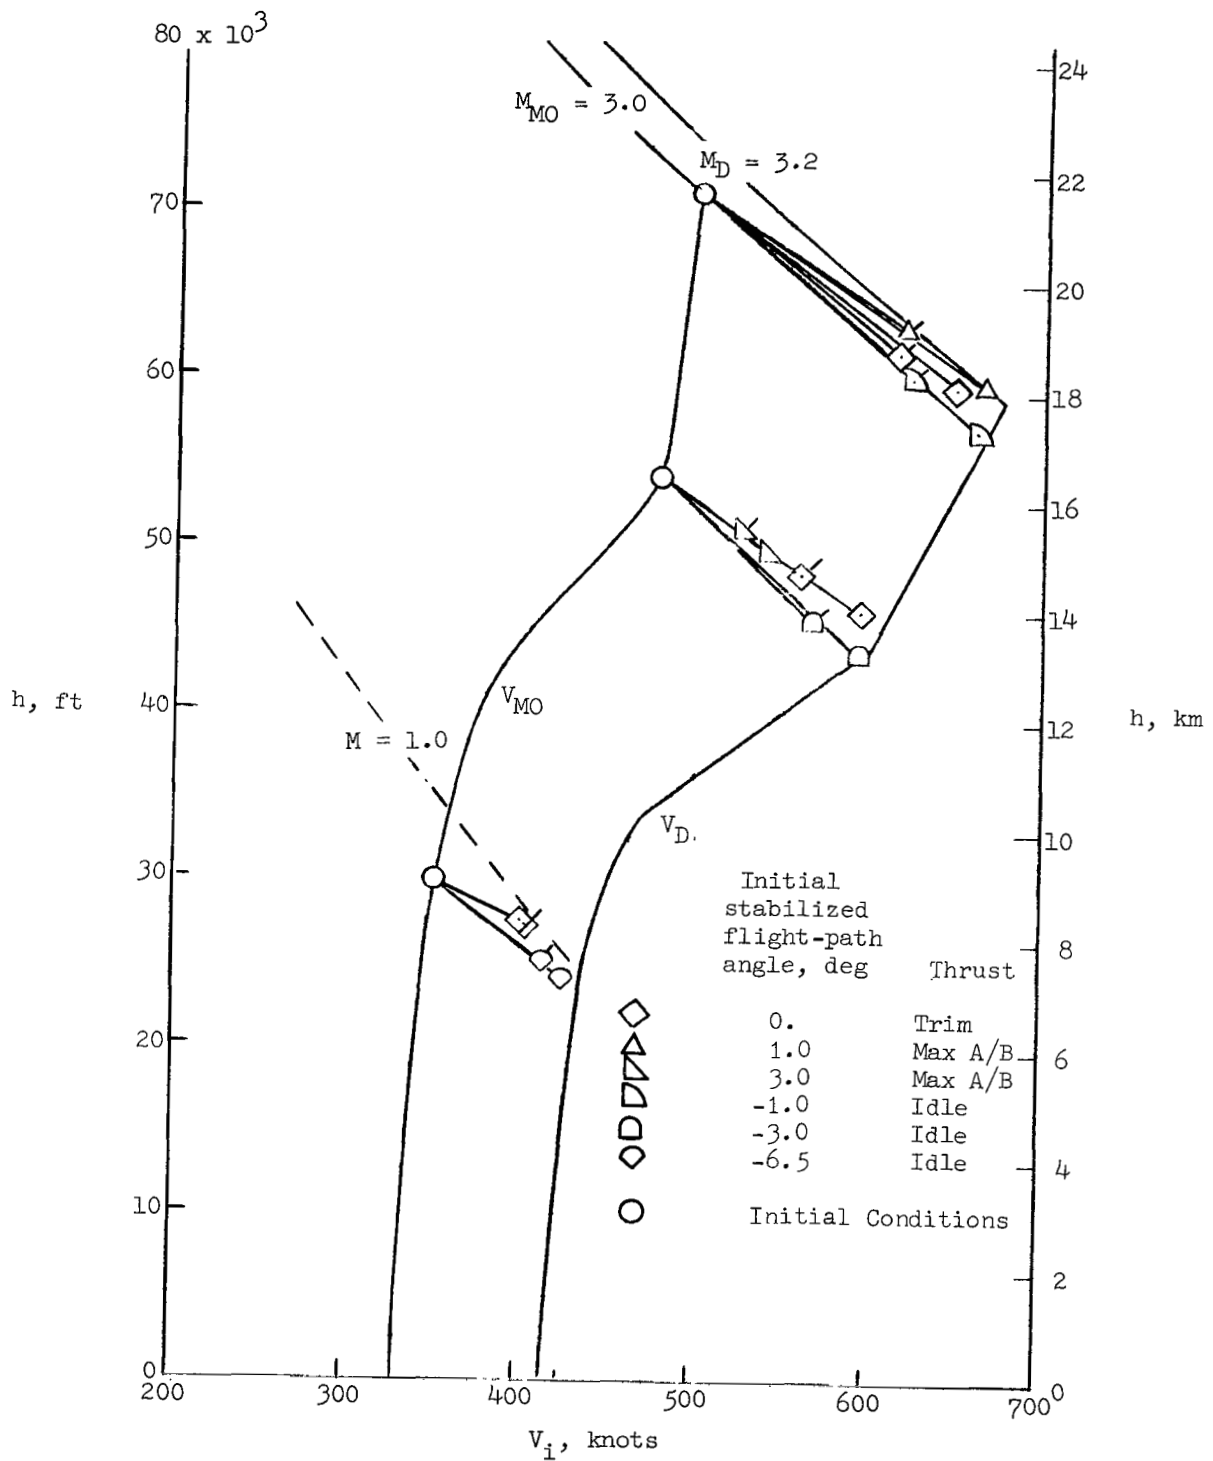 80 x 10³
24
M_MO = 3.0
M_D = 3.2
22
70
20
60
18
16
50
14
h, ft
40
V_MO
h, km
M = 1.0
12
V_D.
10
30
Initial
stabilized
flight-path
angle, deg
Thrust
8
20
0. Trim
1.0 Max A/B
6
3.0 Max A/B
-1.0 Idle
-3.0 Idle
-6.5 Idle
4
10
Initial Conditions
2
0
0
200 300 400 500 600 700
V_i, knots